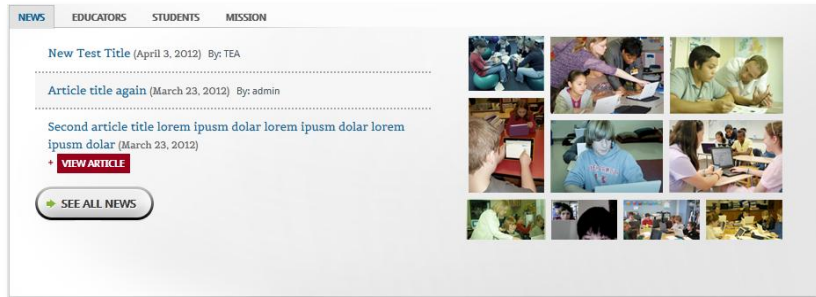 NEWS EDUCATORS STUDENTS MISSION
New Test Title (April 3, 2012) By: TEA
Article title again (March 23, 2012) By: admin
Second article title lorem ipusm dolar lorem ipusm dolar lorem
ipusm dolar (March 23, 2012)
+ VIEW ARTICLE
SEE ALL NEWS